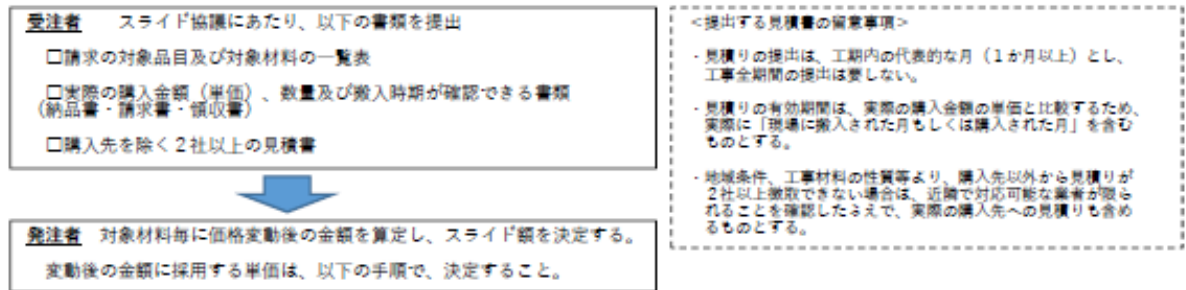 受注者 スライド協議にあたり、以下の書類を提出
□請求の対象品目及び対象材料の一覧表
□実際の購入金額（単価）、数量及び搬入時期が確認できる書類
（納品書・請求書・領収書）
□購入先を除く２社以上の見積書
発注者 対象材料毎に価格変動後の金額を算定し、スライド額を決定する。
変動後の金額に採用する単価は、以下の手順で、決定すること。
＜提出する見積書の留意事項＞
・見積りの提出は、工期内の代表的な月（１か月以上）とし、
工事全期間の提出は要しない。
・見積りの有効期間は、実際の購入金額の単価と比較するため、
実際に「現場に搬入された月もしくは購入された月」を含む
ものとする。
・地域条件、工事材料の性質等より、購入先以外から見積りが
２社以上徴取できない場合は、近隣で対応可能な業者が限ら
れることを確認したうえで、実際の購入先への見積りも含め
るものとする。